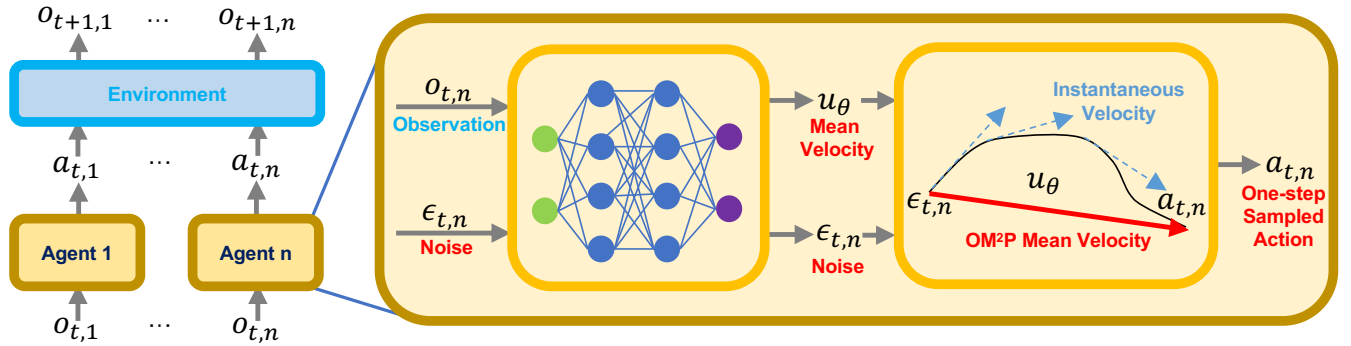 o_{t+1,1} ... o_{t+1,n}
Environment
a_{t,1} ... a_{t,n}
Agent 1
Agent n
o_{t,1} ... o_{t,n}
o_{t,n}
Observation
ϵ_{t,n}
Noise
u_θ
Mean
Velocity
ϵ_{t,n}
Noise
Instantaneous
Velocity
ϵ_{t,n}
u_θ
a_{t,n}
OM²P Mean Velocity
a_{t,n}
One-step
Sampled
Action